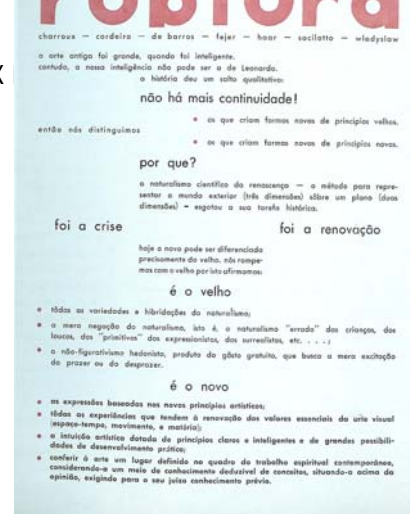 ruptura
charroux — cordeiro — de barros — fejer — haar — sacilotto — wladyslaw
a arte antiga foi grande, quando foi inteligente.
contudo, a nossa inteligência não pode ser a de Leonardo.
a história deu um salto qualitativo:
não há mais continuidade!
• os que criam formas novas de princípios velhos.
então nós distinguimos
• os que criam formas novas de princípios novos.
por que?
o naturalismo científico da renascença — o método para repre-
sentar o mundo exterior (três dimensões) sôbre um plano (duas
dimensões) — esgotou a sua tarefa histórica.
foi a crise foi a renovação
hoje o novo pode ser diferenciado
precisamente do velho. nós rompe-
mos com o velho por isto afirmamos:
é o velho
• tôdas as variedades e hibridações do naturalismo;
• a mera negação do naturalismo, isto é, o naturalismo "errado" das crianças, dos
loucos, dos "primitivos" dos expressionistas, dos surrealistas, etc. . . . ;
• o não-figurativismo hedonista, produto do gôsto gratuito, que busca a mera excitação
do prazer ou do desprazer.
é o novo
• as expressões baseadas nos novos princípios artísticos;
• tôdas as experiências que tendem à renovação dos valores essenciais da arte visual
(espaço-tempo, movimento, e matéria);
• a intuição artística dotada de princípios claros e inteligentes e de grandes possibili-
dades de desenvolvimento prático;
• conferir à arte um lugar definido no quadro do trabalho espiritual contemporâneo,
considerando-a um meio de conhecimento deduzível de conceitos, situando-a acima da
opinião, exigindo para o seu juízo conhecimento prévio.